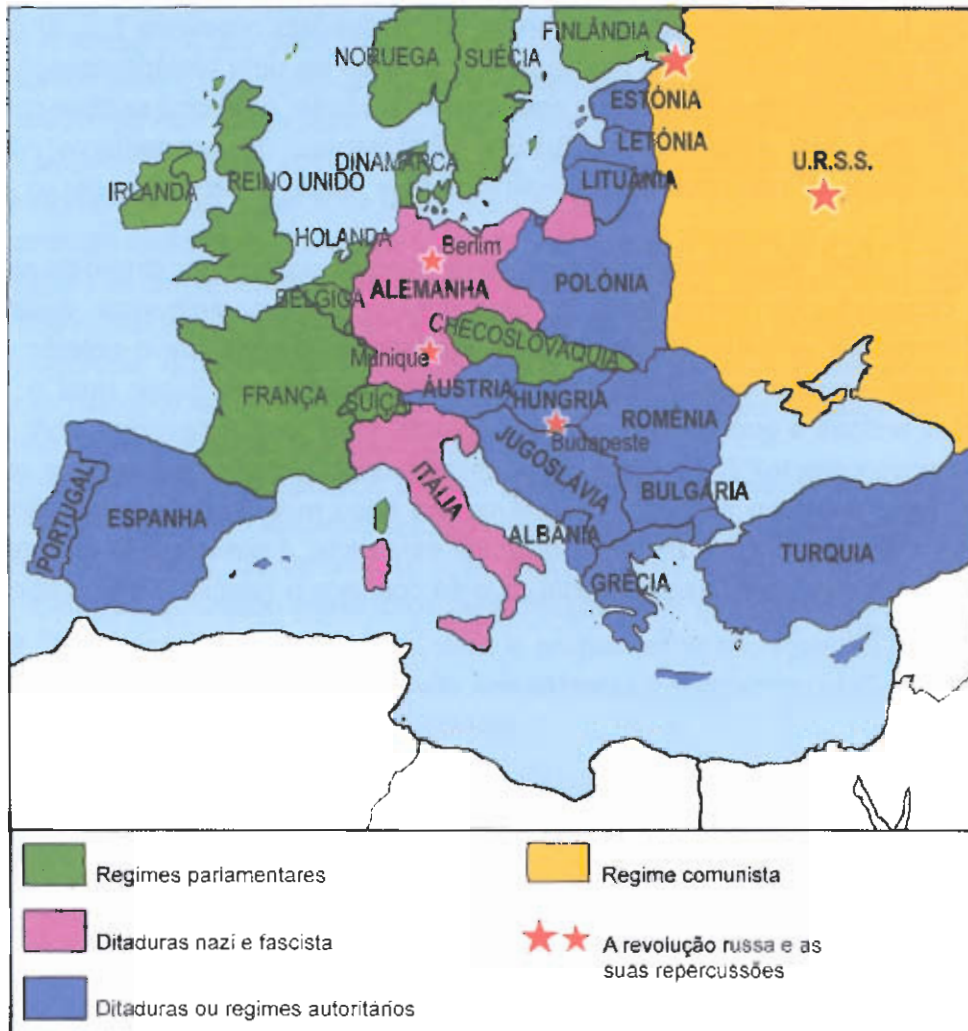 FINLÂNDIA
NORUEGA
SUÉCIA
ESTÓNIA
LETÓNIA
U.R.S.S.
DINAMARCA
LITUÂNIA
IRLANDA
REINO UNIDO
HOLANDA
Berlim
POLÓNIA
BÉLGICA
ALEMANHA
CHECOSLOVAQUIA
Munique
FRANÇA
SUÍÇA
ÁUSTRIA
HUNGRIA
ROMÉNIA
Budapeste
JUGOSLÁVIA
ITÁLIA
BULGÁRIA
PORTUGAL
ESPANHA
ALBÂNIA
TURQUIA
GRÉCIA
Regimes parlamentares
Regime comunista
Ditaduras nazi e fascista
A revolução russa e as
suas repercussões
Ditaduras ou regimes autoritários